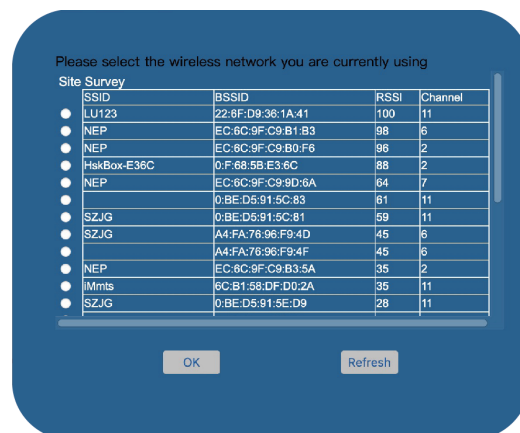 Please select the wireless network you are currently using
Site Survey
SSID BSSID RSSI Channel
LU123 22:6F:D9:36:1A:41 100 11
NEP EC:6C:9F:C9:B1:B3 98 6
NEP EC:6C:9F:C9:B0:F6 96 2
HskBox-E36C 0:F:68:5B:E3:6C 88 2
NEP EC:6C:9F:C9:9D:6A 64 7
0:BE:D5:91:5C:83 61 11
SZJG 0:BE:D5:91:5C:81 59 11
SZJG A4:FA:76:96:F9:4D 45 6
A4:FA:76:96:F9:4F 45 6
NEP EC:6C:9F:C9:B3:5A 35 2
iMmts 6C:B1:58:DF:D0:2A 35 11
SZJG 0:BE:D5:91:5E:D9 28 11
OK Refresh